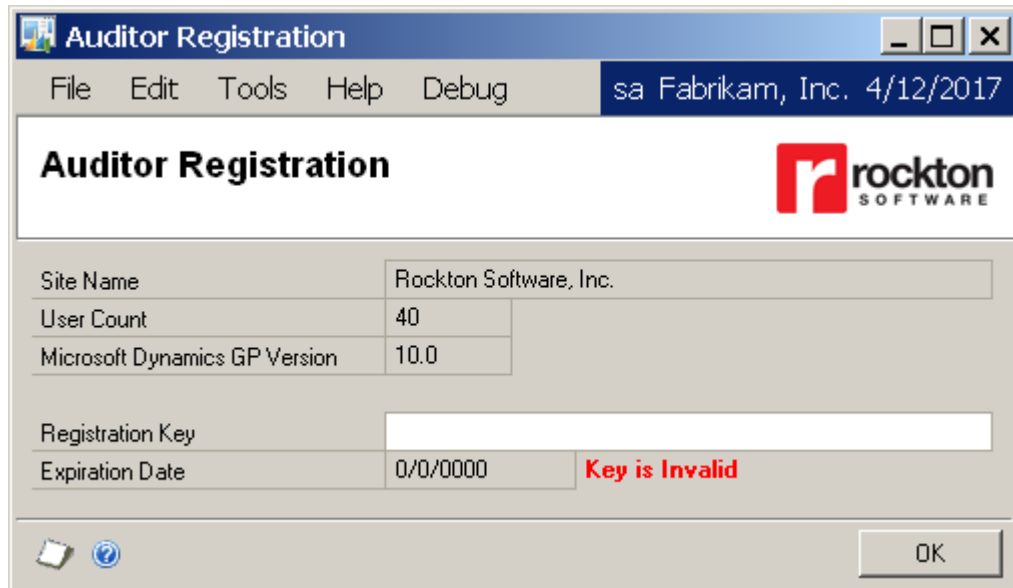 Auditor Registration
File Edit Tools Help Debug sa Fabrikam, Inc. 4/12/2017
Auditor Registration
rockton
SOFTWARE
Site Name Rockton Software, Inc.
User Count 40
Microsoft Dynamics GP Version 10.0
Registration Key
Expiration Date 0/0/0000 Key is Invalid
OK